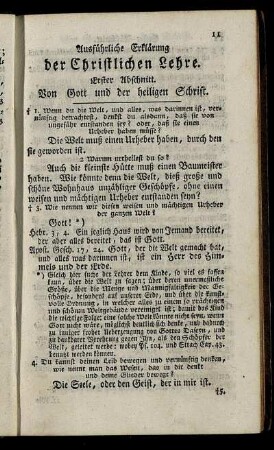 11
Ausführliche Erklärung
der Christlichen Lehre.
Erster Abschnitt.
Von Gott und der heiligen Schrift.
† 1. Wenn du die Welt, und alles, was darinnen ist, ver-
nünftig betrachtest, denkst du alsdann, daß sie von
ungefähr entstanden sey? oder, daß sie einen
Urheber haben müsse?
Die Welt muß einen Urheber haben, durch den
sie geworden ist.
2 Warum urtheilest du so?
Auch die kleinste Hütte muß einen Baumeister
haben. Wie könnte denn die Welt, dieß große und
schöne Wohnhaus unzähliger Geschöpfe, ohne einen
weisen und mächtigen Urheber entstanden seyn?
† 3. Wie nennen wir diesen weisen und mächtigen Urheber
der ganzen Welt?
Gott! *)
Hebr. 3, 4. Ein jeglich Haus wird von Jemand bereitet,
der aber alles bereitet, das ist Gott.
Apost. Gesch. 17, 24. Gott, der die Welt gemacht hat,
und alles was darinnen ist, ist ein Herr des Him-
mels und der Erde.
*) Gleich hier suche der Lehrer dem Kinde, so viel es fassen
kann, über die Welt zu sagen; über deren unermeßliche
Größe, über die Menge und Mannigfaltigkeit der Ge-
schöpfe, besonders auf unserer Erde, und über die kunst-
volle Ordnung, in welcher alles zu einem so prächtigen
und schönen Weltgebäude vereinigt ist. Und damit das Kind
die richtige Folge: eine solche Welt könnte nicht seyn, wenn
Gott nicht wäre, möglichst deutlich sich denke, und dadurch
zu inniger froher Ueberzeugung von Gottes Daseyn, und
zu dankbarer Verehrung gegen Ihn, als den Schöpfer der
Welt, geleitet werde: wobey Ps. 104. und Sirach Cap. 43.
benutzt werden können.
4. Du kannst deinen Leib bewegen und vernünftig denken,
wie nennt man das Wesen, das in dir denkt
und deine Glieder bewegt?
Die Seele, oder den Geist, der in mir ist.